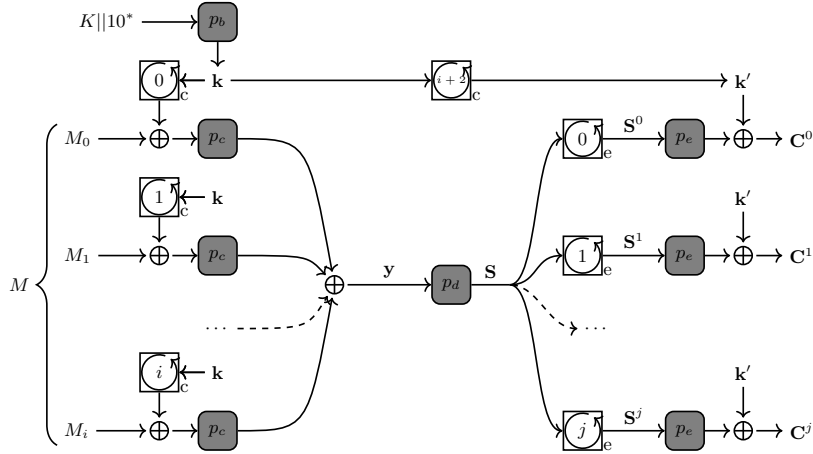 K||10* p_b
0 c k i + 2 c k′
M_0 p_c 0 e S^0 p_e C^0
k′
1 c k
M_1 p_c 1 e S^1 p_e C^1
M y p_d S
... ...
i c k k′
M_i p_c j e S^j p_e C^j